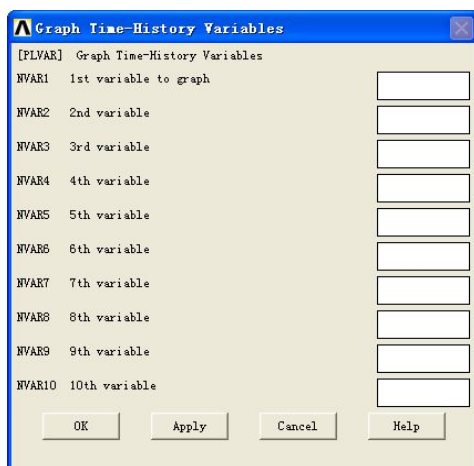 Graph Time-History Variables
[PLVAR] Graph Time-History Variables
NVAR1 1st variable to graph
NVAR2 2nd variable
NVAR3 3rd variable
NVAR4 4th variable
NVAR5 5th variable
NVAR6 6th variable
NVAR7 7th variable
NVAR8 8th variable
NVAR9 9th variable
NVAR10 10th variable
OK Apply Cancel Help